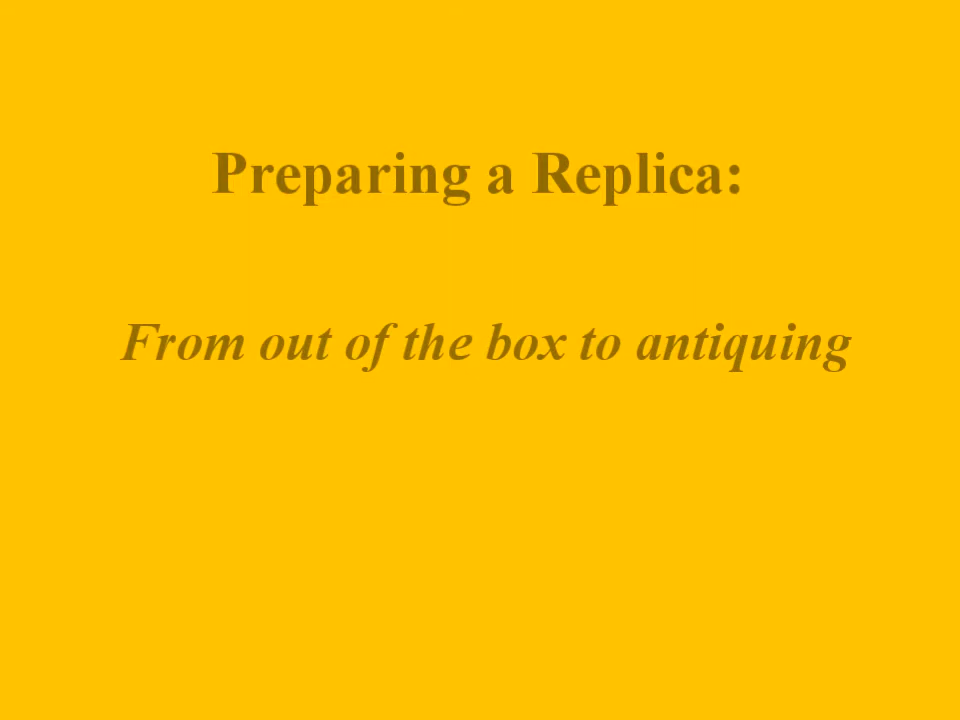 Preparing a Replica:
From out of the box to antiquing